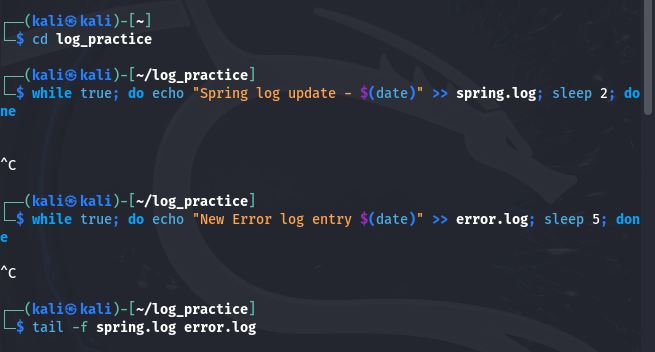 ┌──(kali㉿kali)-[~]
└─$ cd log_practice
┌──(kali㉿kali)-[~/log_practice]
└─$ while true; do echo "Spring log update - $(date)" >> spring.log; sleep 2; do
ne
^C
┌──(kali㉿kali)-[~/log_practice]
└─$ while true; do echo "New Error log entry $(date)" >> error.log; sleep 5; don
e
^C
┌──(kali㉿kali)-[~/log_practice]
└─$ tail -f spring.log error.log